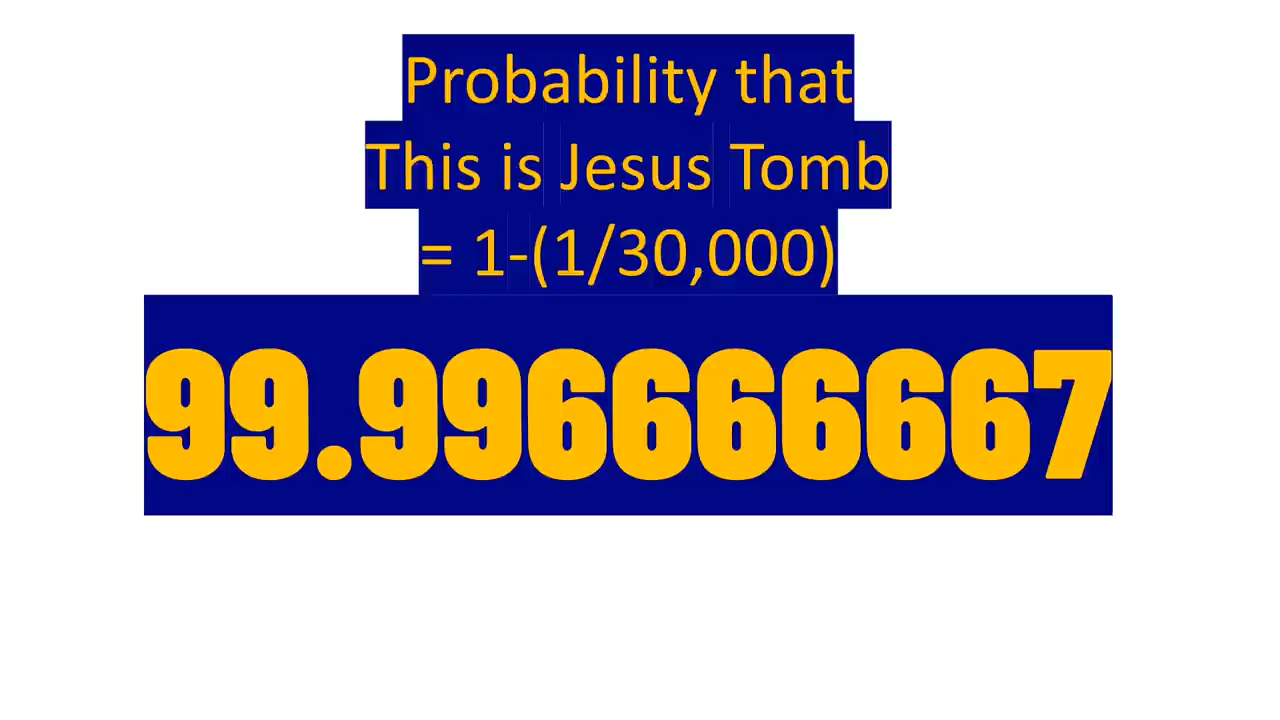 Probability that
This is Jesus Tomb
= 1-(1/30,000)
99.996666667